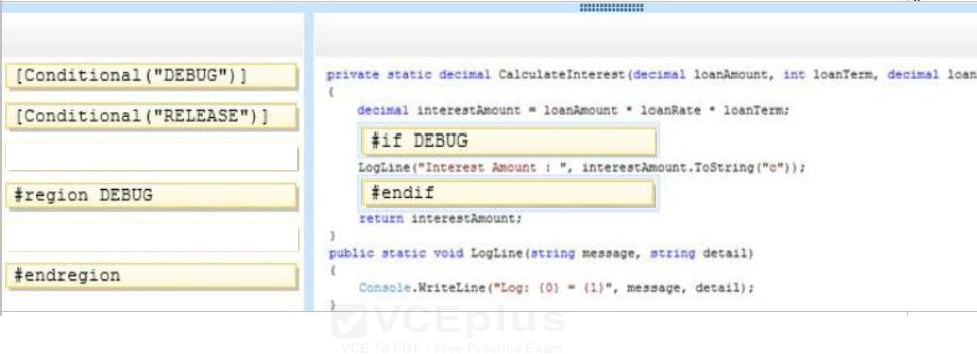 [Conditional("DEBUG")]
[Conditional("RELEASE")]
#region DEBUG
#endregion
private static decimal CalculateInterest(decimal loanAmount, int loanTerm, decimal loan
{
decimal interestAmount = loanAmount * loanRate * loanTerm;
#if DEBUG
LogLine("Interest Amount : ", interestAmount.ToString("c"));
#endif
return interestAmount;
}
public static void LogLine(string message, string detail)
{
Console.WriteLine("Log: {0} = {1}", message, detail);
}
VCEplus
VCE To PDF - Free Practice Exam